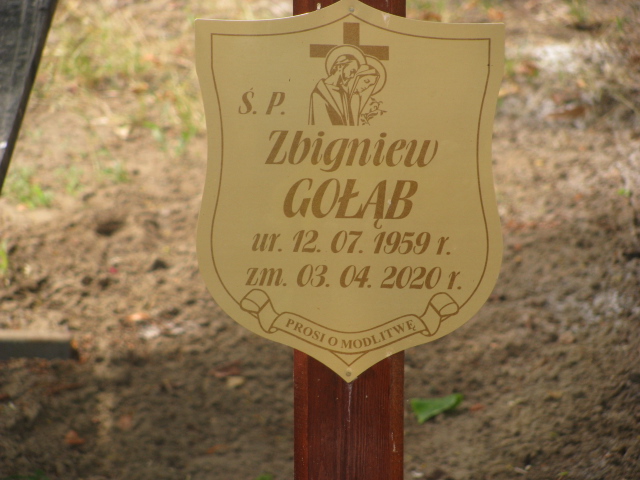 Ś. P.
Zbigniew
GOŁĄB
ur. 12. 07. 1959 r.
zm. 03. 04. 2020 r.
PROSI O MODLITWĘ